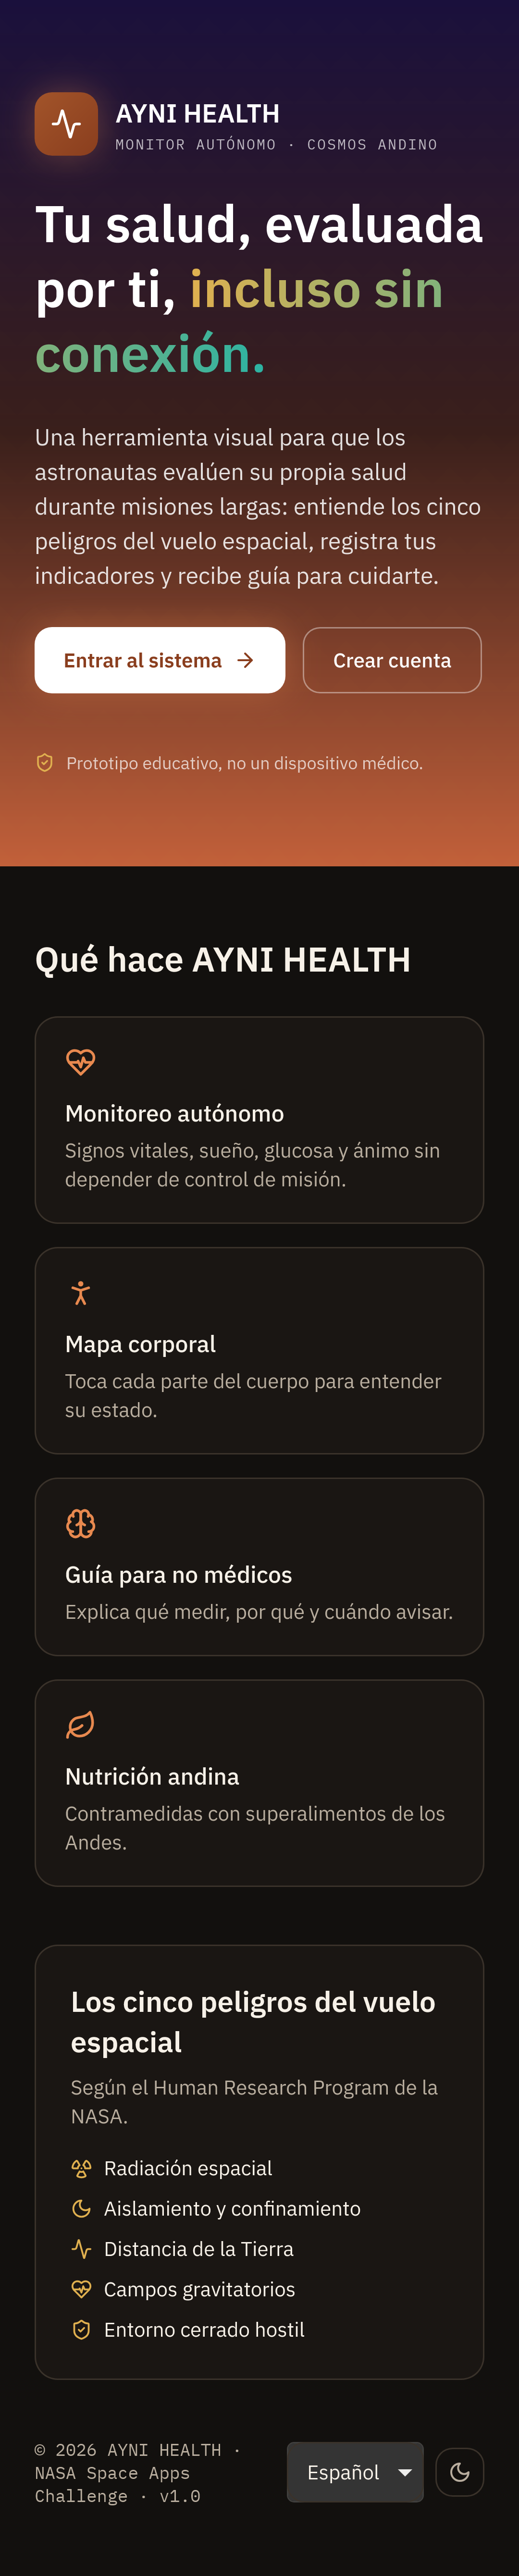 AYNI HEALTH
MONITOR AUTÓNOMO · COSMOS ANDINO
Tu salud, evaluada
por ti, incluso sin
conexión.
Una herramienta visual para que los
astronautas evalúen su propia salud
durante misiones largas: entiende los cinco
peligros del vuelo espacial, registra tus
indicadores y recibe guía para cuidarte.
Entrar al sistema →
Crear cuenta
Prototipo educativo, no un dispositivo médico.
Qué hace AYNI HEALTH
Monitoreo autónomo
Signos vitales, sueño, glucosa y ánimo sin
depender de control de misión.
Mapa corporal
Toca cada parte del cuerpo para entender
su estado.
Guía para no médicos
Explica qué medir, por qué y cuándo avisar.
Nutrición andina
Contramedidas con superalimentos de los
Andes.
Los cinco peligros del vuelo
espacial
Según el Human Research Program de la
NASA.
Radiación espacial
Aislamiento y confinamiento
Distancia de la Tierra
Campos gravitatorios
Entorno cerrado hostil
© 2026 AYNI HEALTH ·
NASA Space Apps
Challenge · v1.0
Español